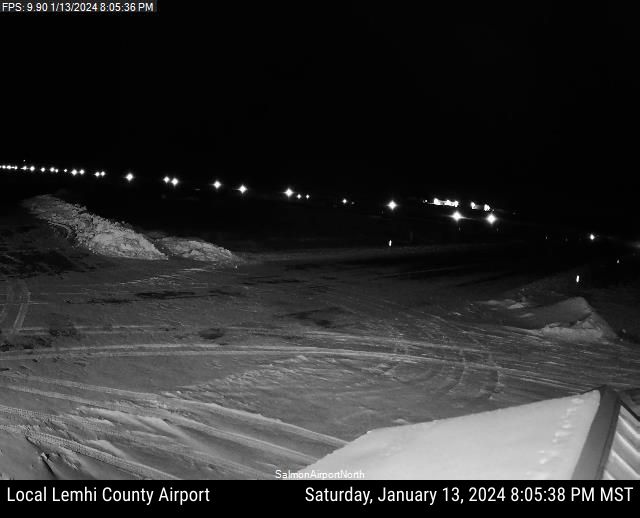 FPS: 9.90 1/13/2024 8:05:36 PM
SalmonAirportNorth
Local Lemhi County Airport Saturday, January 13, 2024 8:05:38 PM MST